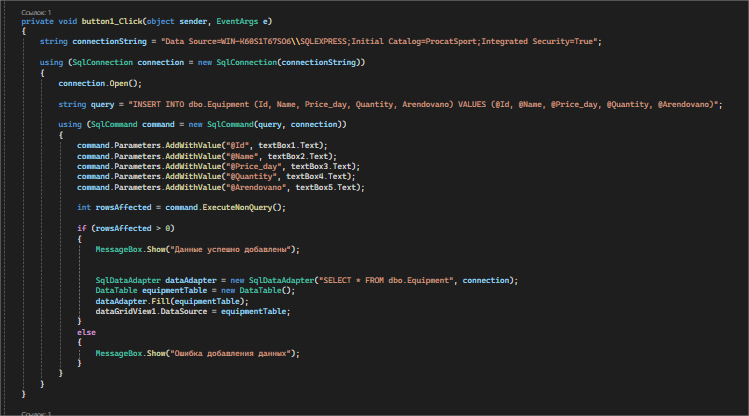 Ссылок: 1
private void button1_Click(object sender, EventArgs e)
{
string connectionString = "Data Source=WIN-K60S1T67SO6\\SQLEXPRESS;Initial Catalog=ProcatSport;Integrated Security=True";
using (SqlConnection connection = new SqlConnection(connectionString))
{
connection.Open();
string query = "INSERT INTO dbo.Equipment (Id, Name, Price_day, Quantity, Arendovano) VALUES (@Id, @Name, @Price_day, @Quantity, @Arendovano)";
using (SqlCommand command = new SqlCommand(query, connection))
{
command.Parameters.AddWithValue("@Id", textBox1.Text);
command.Parameters.AddWithValue("@Name", textBox2.Text);
command.Parameters.AddWithValue("@Price_day", textBox3.Text);
command.Parameters.AddWithValue("@Quantity", textBox4.Text);
command.Parameters.AddWithValue("@Arendovano", textBox5.Text);
int rowsAffected = command.ExecuteNonQuery();
if (rowsAffected > 0)
{
MessageBox.Show("Данные успешно добавлены");
SqlDataAdapter dataAdapter = new SqlDataAdapter("SELECT * FROM dbo.Equipment", connection);
DataTable equipmentTable = new DataTable();
dataAdapter.Fill(equipmentTable);
dataGridView1.DataSource = equipmentTable;
}
else
{
MessageBox.Show("Ошибка добавления данных");
}
}
}
}
Ссылок: 1